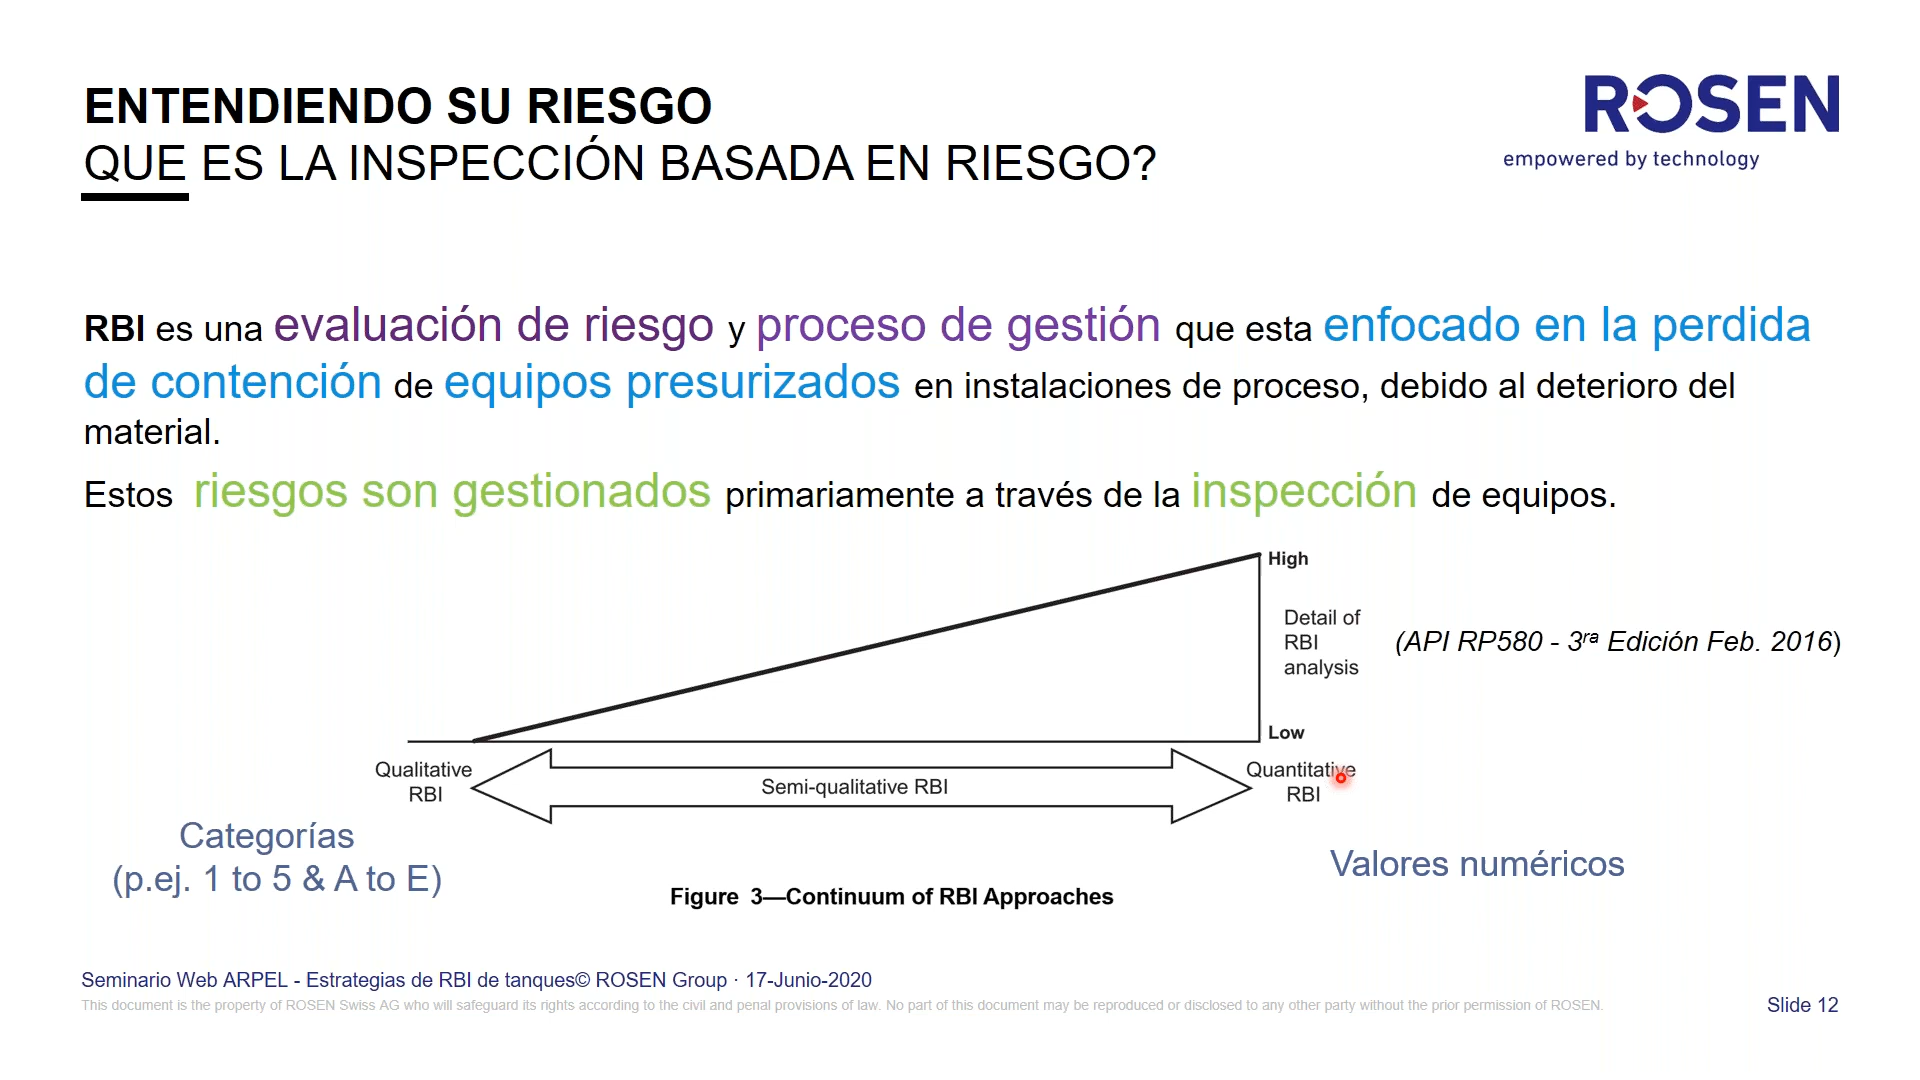 ENTENDIENDO SU RIESGO
QUE ES LA INSPECCIÓN BASADA EN RIESGO?
ROSEN
empowered by technology
RBI es una evaluación de riesgo y proceso de gestión que esta enfocado en la perdida
de contención de equipos presurizados en instalaciones de proceso, debido al deterioro del
material.
Estos riesgos son gestionados primariamente a través de la inspección de equipos.
High
Detail of
RBI
analysis
(API RP580 - 3ra Edición Feb. 2016)
Low
Qualitative
RBI
Semi-qualitative RBI
Quantitative
RBI
Categorías
(p.ej. 1 to 5 & A to E)
Valores numéricos
Figure 3—Continuum of RBI Approaches
Seminario Web ARPEL - Estrategias de RBI de tanques© ROSEN Group · 17-Junio-2020
This document is the property of ROSEN Swiss AG who will safeguard its rights according to the civil and penal provisions of law. No part of this document may be reproduced or disclosed to any other party without the prior permission of ROSEN.
Slide 12